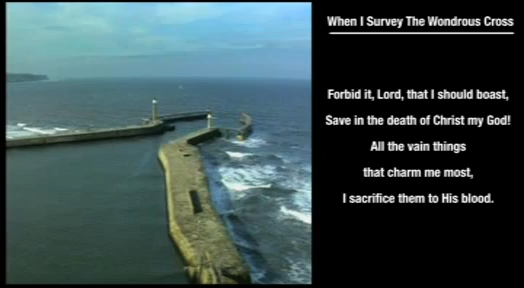 When I Survey The Wondrous Cross
Forbid it, Lord, that I should boast,
Save in the death of Christ my God!
All the vain things
that charm me most,
I sacrifice them to His blood.